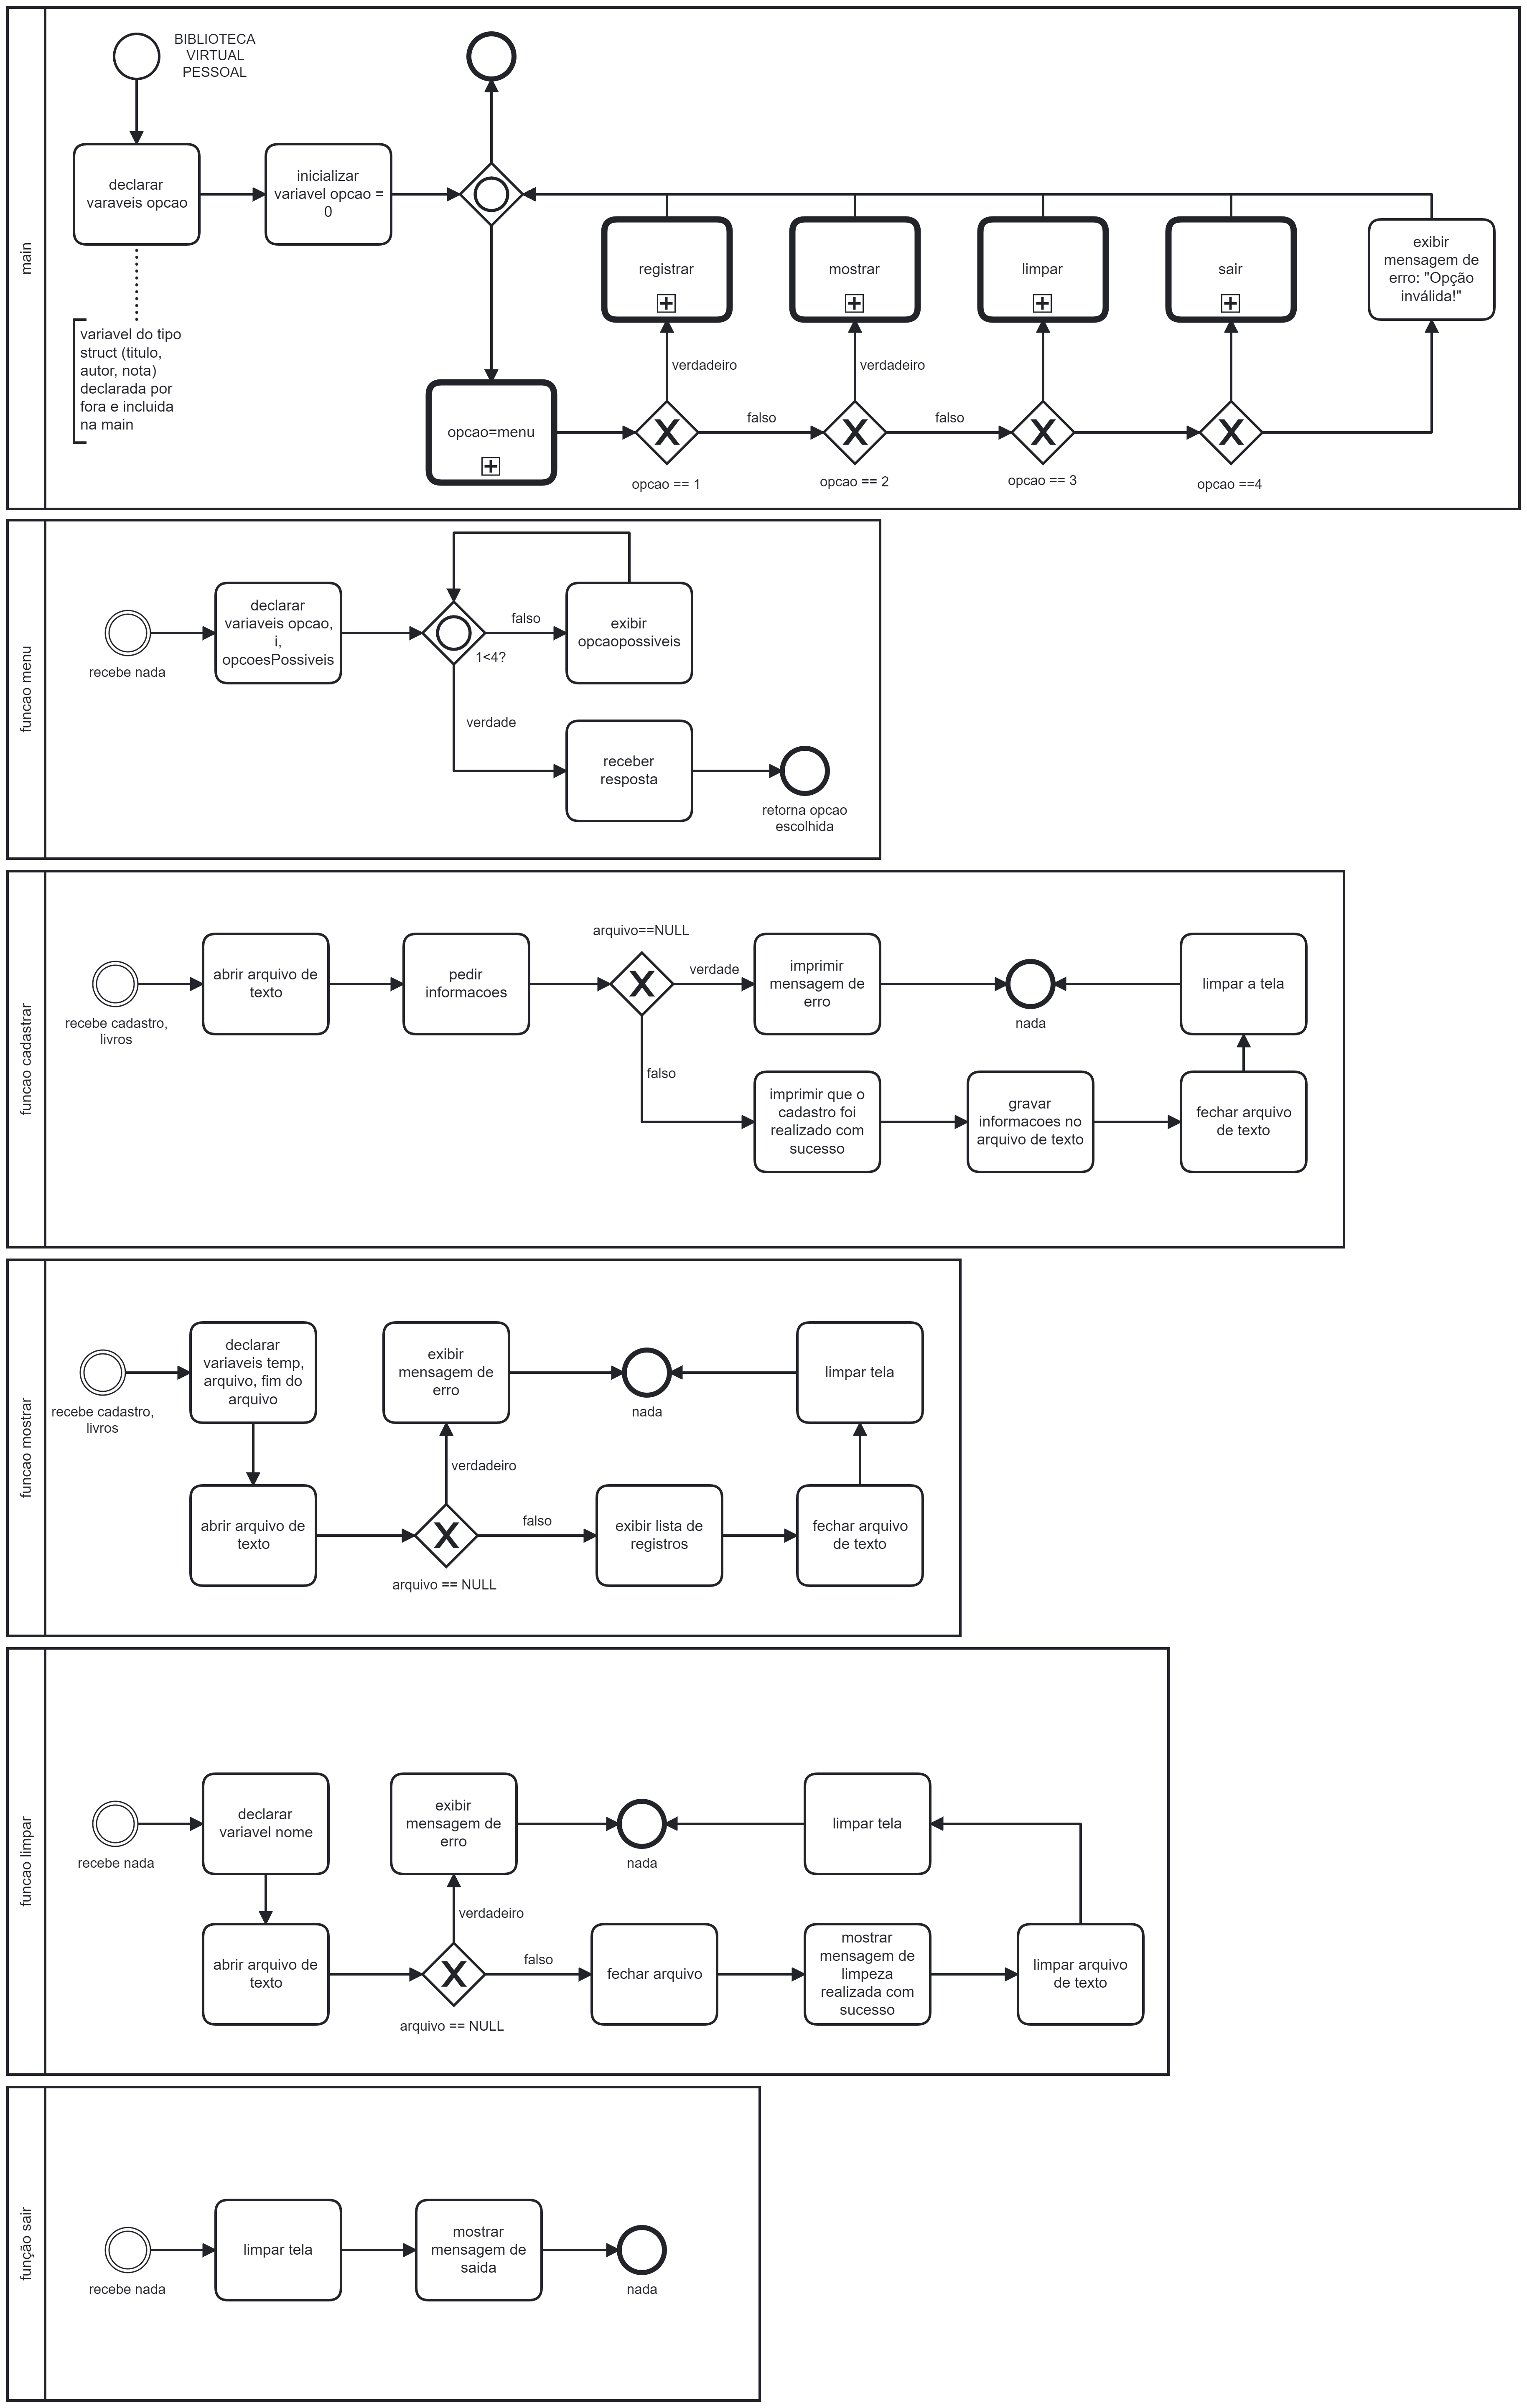 main
BIBLIOTECA
VIRTUAL
PESSOAL
declarar
varaveis opcao
inicializar
variavel opcao =
0
variavel do tipo
struct (titulo,
autor, nota)
declarada por
fora e incluida
na main
registrar
mostrar
limpar
sair
exibir
mensagem de
erro: "Opção
inválida!"
verdadeiro
verdadeiro
opcao=menu
falso
falso
opcao == 1
opcao == 2
opcao == 3
opcao ==4
funcao menu
recebe nada
declarar
variaveis opcao,
i,
opcoesPossiveis
falso
1<4?
exibir
opcaopossiveis
verdade
receber
resposta
retorna opcao
escolhida
funcao cadastrar
recebe cadastro,
livros
abrir arquivo de
texto
pedir
informacoes
arquivo==NULL
verdade
imprimir
mensagem de
erro
nada
limpar a tela
falso
imprimir que o
cadastro foi
realizado com
sucesso
gravar
informacoes no
arquivo de texto
fechar arquivo
de texto
funcao mostrar
recebe cadastro,
livros
declarar
variaveis temp,
arquivo, fim do
arquivo
exibir
mensagem de
erro
nada
limpar tela
verdadeiro
abrir arquivo de
texto
falso
arquivo == NULL
exibir lista de
registros
fechar arquivo
de texto
funcao limpar
recebe nada
declarar
variavel nome
exibir
mensagem de
erro
nada
limpar tela
verdadeiro
abrir arquivo de
texto
falso
arquivo == NULL
fechar arquivo
mostrar
mensagem de
limpeza
realizada com
sucesso
limpar arquivo
de texto
função sair
recebe nada
limpar tela
mostrar
mensagem de
saida
nada